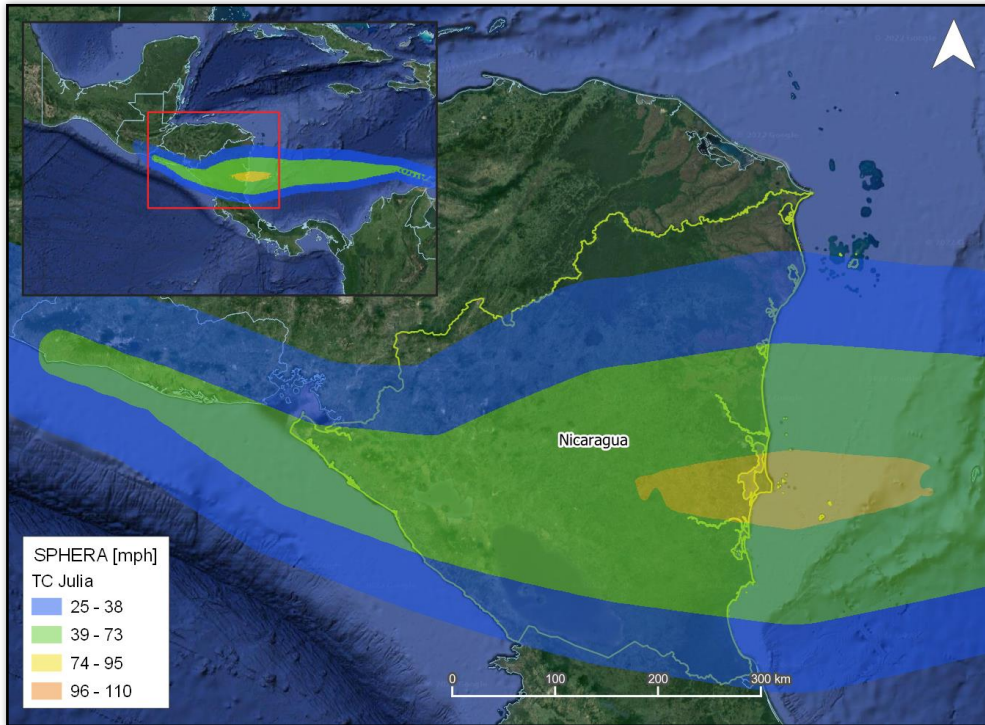 Nicaragua
SPHERA [mph]
TC Julia
25 - 38
39 - 73
74 - 95
96 - 110
0 100 200 300 km